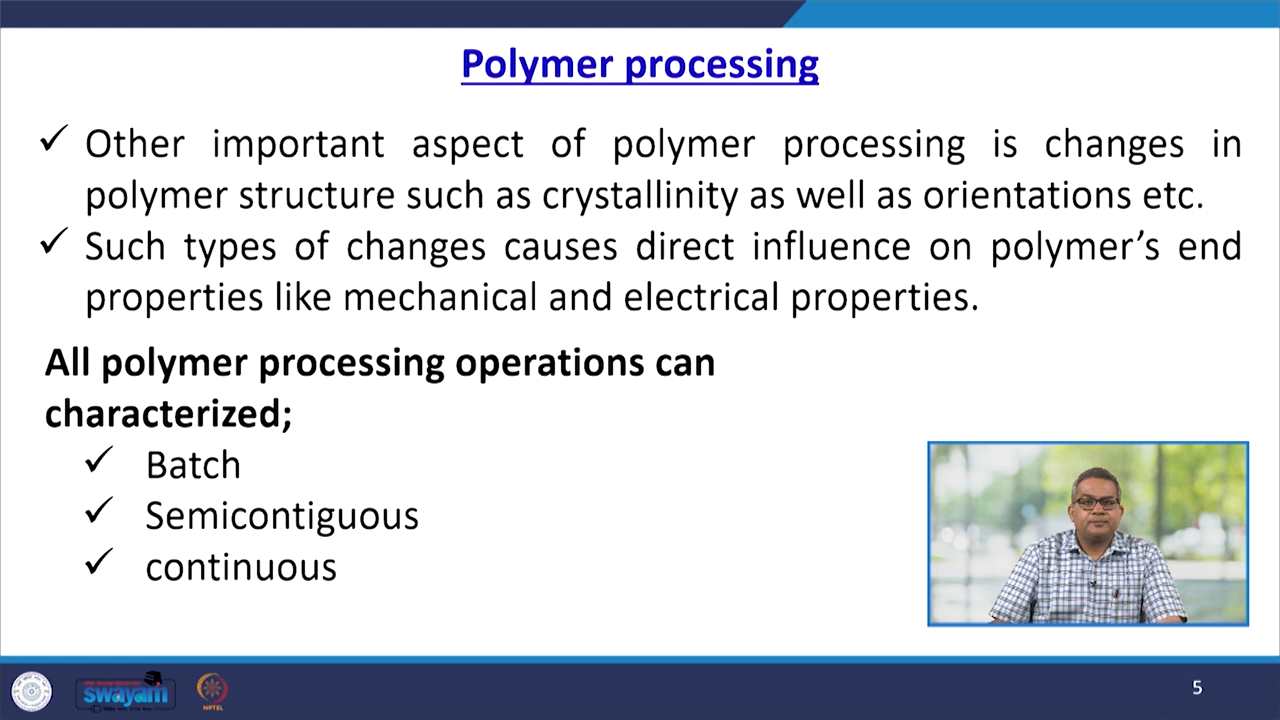 Polymer processing
✓ Other important aspect of polymer processing is changes in
polymer structure such as crystallinity as well as orientations etc.
✓ Such types of changes causes direct influence on polymer’s end
properties like mechanical and electrical properties.
All polymer processing operations can
characterized;
✓ Batch
✓ Semicontiguous
✓ continuous
swayam
NPTEL
5